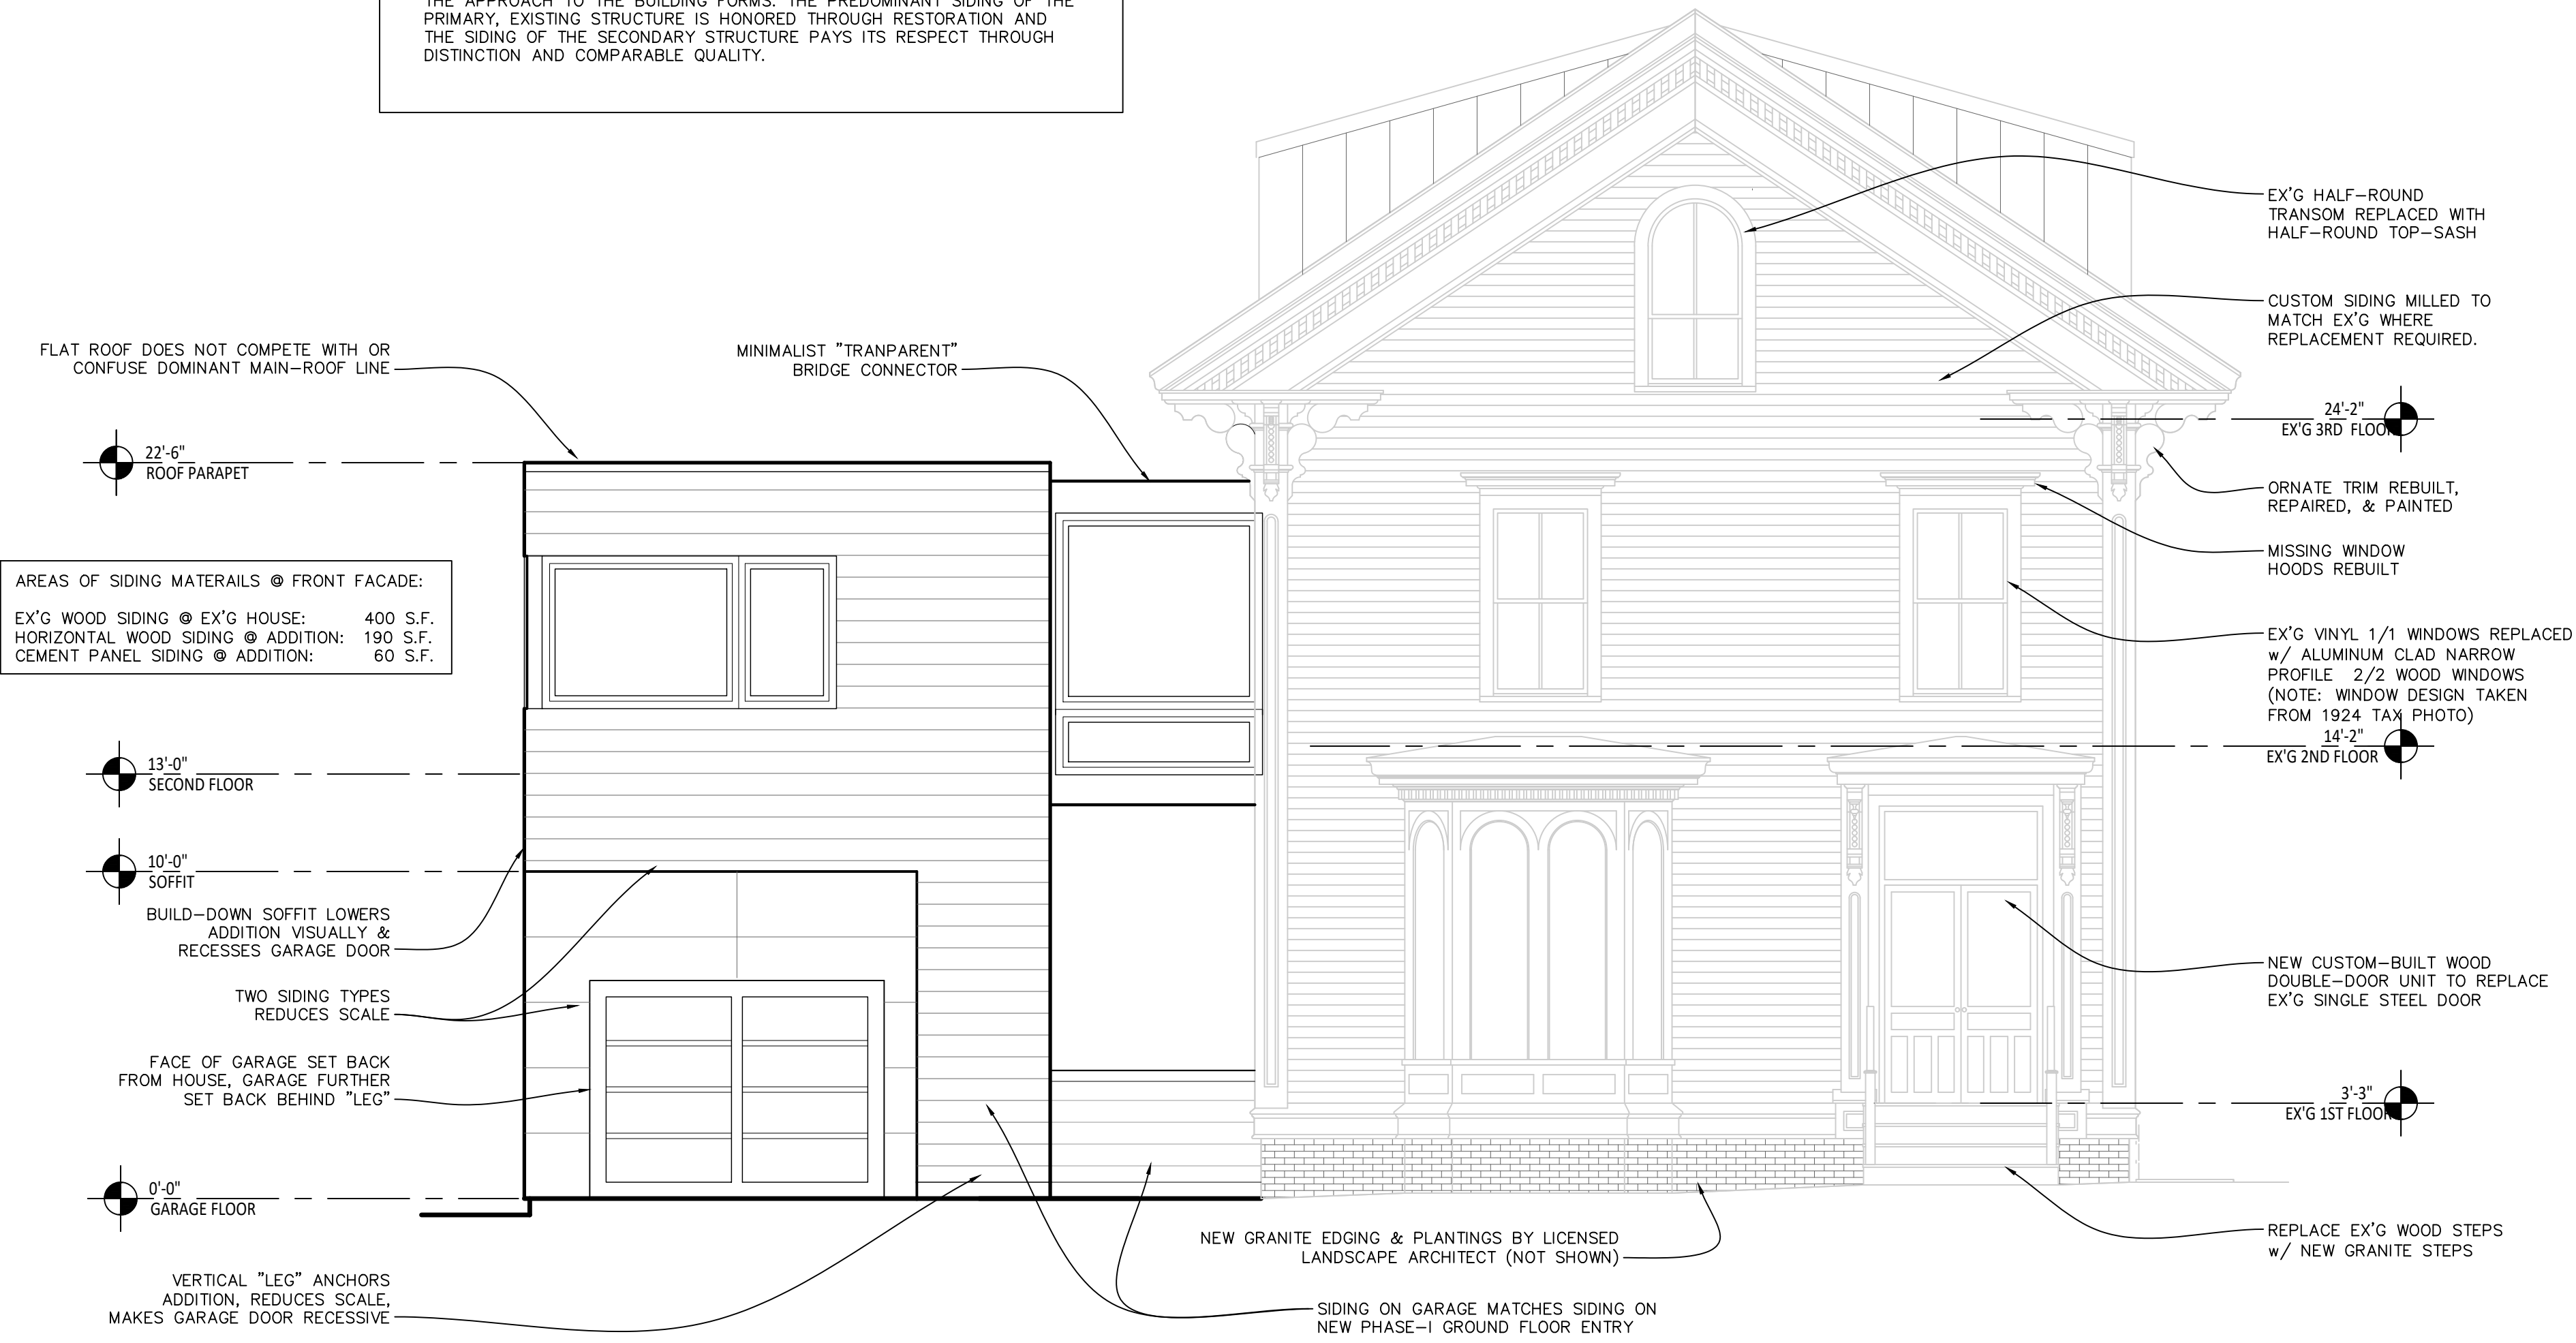 THE APPROACH TO THE BUILDING FORMS. THE PREDOMINANT SIDING OF THE
PRIMARY, EXISTING STRUCTURE IS HONORED THROUGH RESTORATION AND
THE SIDING OF THE SECONDARY STRUCTURE PAYS ITS RESPECT THROUGH
DISTINCTION AND COMPARABLE QUALITY.
FLAT ROOF DOES NOT COMPETE WITH OR
CONFUSE DOMINANT MAIN-ROOF LINE
MINIMALIST "TRANPARENT"
BRIDGE CONNECTOR
22'-6"
ROOF PARAPET
AREAS OF SIDING MATERAILS @ FRONT FACADE:
EX'G WOOD SIDING @ EX'G HOUSE: 400 S.F.
HORIZONTAL WOOD SIDING @ ADDITION: 190 S.F.
CEMENT PANEL SIDING @ ADDITION: 60 S.F.
13'-0"
SECOND FLOOR
10'-0"
SOFFIT
BUILD-DOWN SOFFIT LOWERS
ADDITION VISUALLY &
RECESSES GARAGE DOOR
TWO SIDING TYPES
REDUCES SCALE
FACE OF GARAGE SET BACK
FROM HOUSE, GARAGE FURTHER
SET BACK BEHIND "LEG"
0'-0"
GARAGE FLOOR
VERTICAL "LEG" ANCHORS
ADDITION, REDUCES SCALE,
MAKES GARAGE DOOR RECESSIVE
NEW GRANITE EDGING & PLANTINGS BY LICENSED
LANDSCAPE ARCHITECT (NOT SHOWN)
SIDING ON GARAGE MATCHES SIDING ON
NEW PHASE-I GROUND FLOOR ENTRY
EX'G HALF-ROUND
TRANSOM REPLACED WITH
HALF-ROUND TOP-SASH
CUSTOM SIDING MILLED TO
MATCH EX'G WHERE
REPLACEMENT REQUIRED.
24'-2"
EX'G 3RD FLOOR
ORNATE TRIM REBUILT,
REPAIRED, & PAINTED
MISSING WINDOW
HOODS REBUILT
EX'G VINYL 1/1 WINDOWS REPLACED
w/ ALUMINUM CLAD NARROW
PROFILE 2/2 WOOD WINDOWS
(NOTE: WINDOW DESIGN TAKEN
FROM 1924 TAX PHOTO)
14'-2"
EX'G 2ND FLOOR
NEW CUSTOM-BUILT WOOD
DOUBLE-DOOR UNIT TO REPLACE
EX'G SINGLE STEEL DOOR
3'-3"
EX'G 1ST FLOOR
REPLACE EX'G WOOD STEPS
w/ NEW GRANITE STEPS